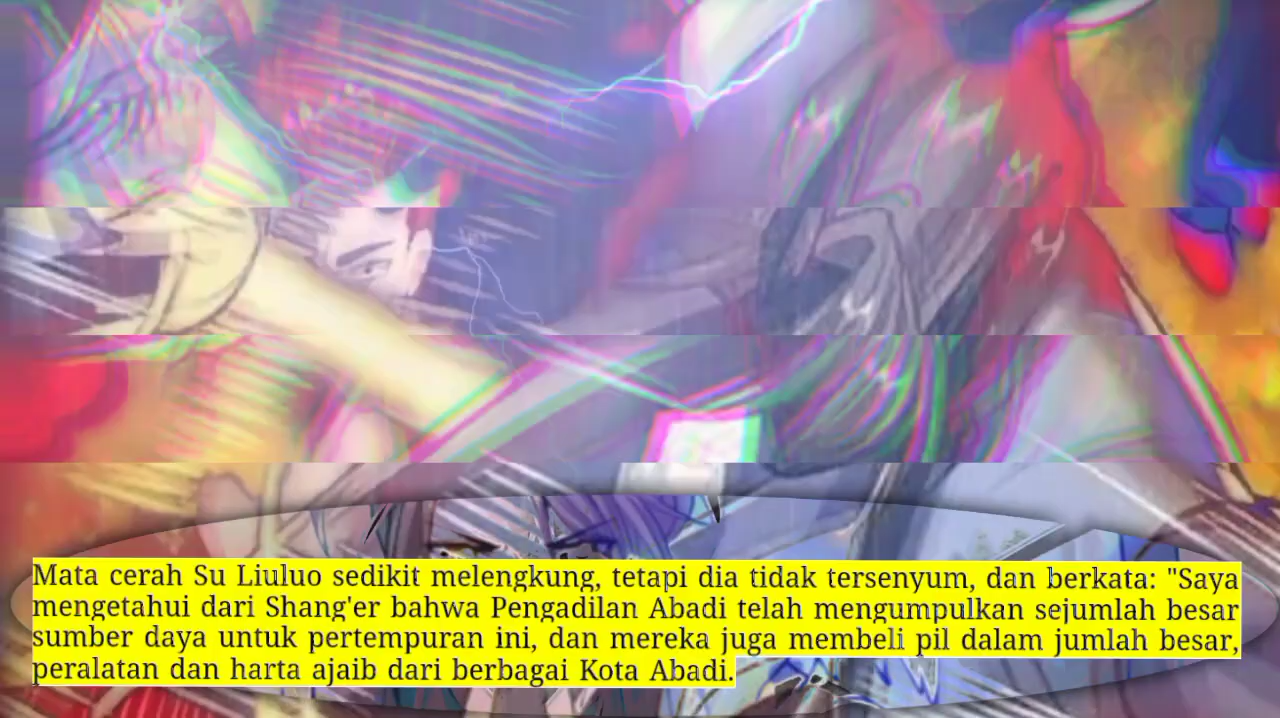 Mata cerah Su Liuluo sedikit melengkung, tetapi dia tidak tersenyum, dan berkata: "Saya
mengetahui dari Shang'er bahwa Pengadilan Abadi telah mengumpulkan sejumlah besar
sumber daya untuk pertempuran ini, dan mereka juga membeli pil dalam jumlah besar,
peralatan dan harta ajaib dari berbagai Kota Abadi.